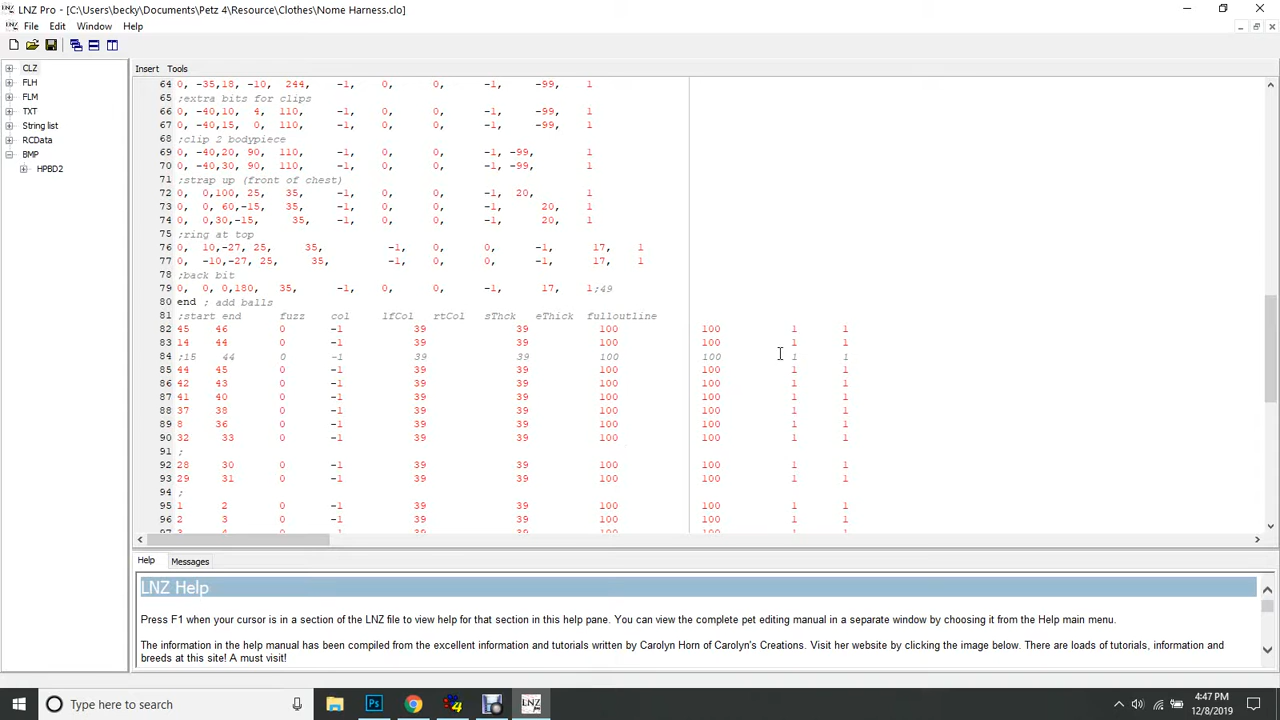 LNZ Pro - [C:\Users\becky\Documents\Petz 4\Resource\Clothes\Nome Harness.clo]
File Edit Window Help
CLZ
FLH
FLM
TXT
String list
RCData
BMP
HPBD2
Insert Tools
64 0, -35,18, -10, 244, -1, 0, 0, -1, -99, 1
65 ;extra bits for clips
66 0, -40,10, 4, 110, -1, 0, 0, -1, -99, 1
67 0, -40,15, 0, 110, -1, 0, 0, -1, -99, 1
68 ;clip 2 bodypiece
69 0, -40,20, 90, 110, -1, 0, 0, -1, -99, 1
70 0, -40,30, 90, 110, -1, 0, 0, -1, -99, 1
71 ;strap up (front of chest)
72 0, 0,100, 25, 35, -1, 0, 0, -1, 20, 1
73 0, 0, 60,-15, 35, -1, 0, 0, -1, 20, 1
74 0, 0,30,-15, 35, -1, 0, 0, -1, 20, 1
75 ;ring at top
76 0, 10,-27, 25, 35, -1, 0, 0, -1, 17, 1
77 0, -10,-27, 25, 35, -1, 0, 0, -1, 17, 1
78 ;back bit
79 0, 0, 0,180, 35, -1, 0, 0, -1, 17, 1;49
80 end ; add balls
81 ;start end fuzz col lfCol rtCol sThck eThick fulloutline
82 45 46 0 -1 39 39 100 100 1 1
83 14 44 0 -1 39 39 100 100 1 1
84 ;15 44 0 -1 39 39 100 100 1 1
85 44 45 0 -1 39 39 100 100 1 1
86 42 43 0 -1 39 39 100 100 1 1
87 41 40 0 -1 39 39 100 100 1 1
88 37 38 0 -1 39 39 100 100 1 1
89 8 36 0 -1 39 39 100 100 1 1
90 32 33 0 -1 39 39 100 100 1 1
91 ;
92 28 30 0 -1 39 39 100 100 1 1
93 29 31 0 -1 39 39 100 100 1 1
94 ;
95 1 2 0 -1 39 39 100 100 1 1
96 2 3 0 -1 39 39 100 100 1 1
97 3 4 0 -1 39 39 100 100 1 1
Help Messages
LNZ Help
Press F1 when your cursor is in a section of the LNZ file to view help for that section in this help pane. You can view the complete pet editing manual in a separate window by choosing it from the Help main menu.
The information in the help manual has been compiled from the excellent information and tutorials written by Carolyn Horn of Carolyn's Creations. Visit her website by clicking the image below. There are loads of tutorials, information and
breeds at this site! A must visit!
Type here to search
Ps
LNZ
4:47 PM
12/8/2019